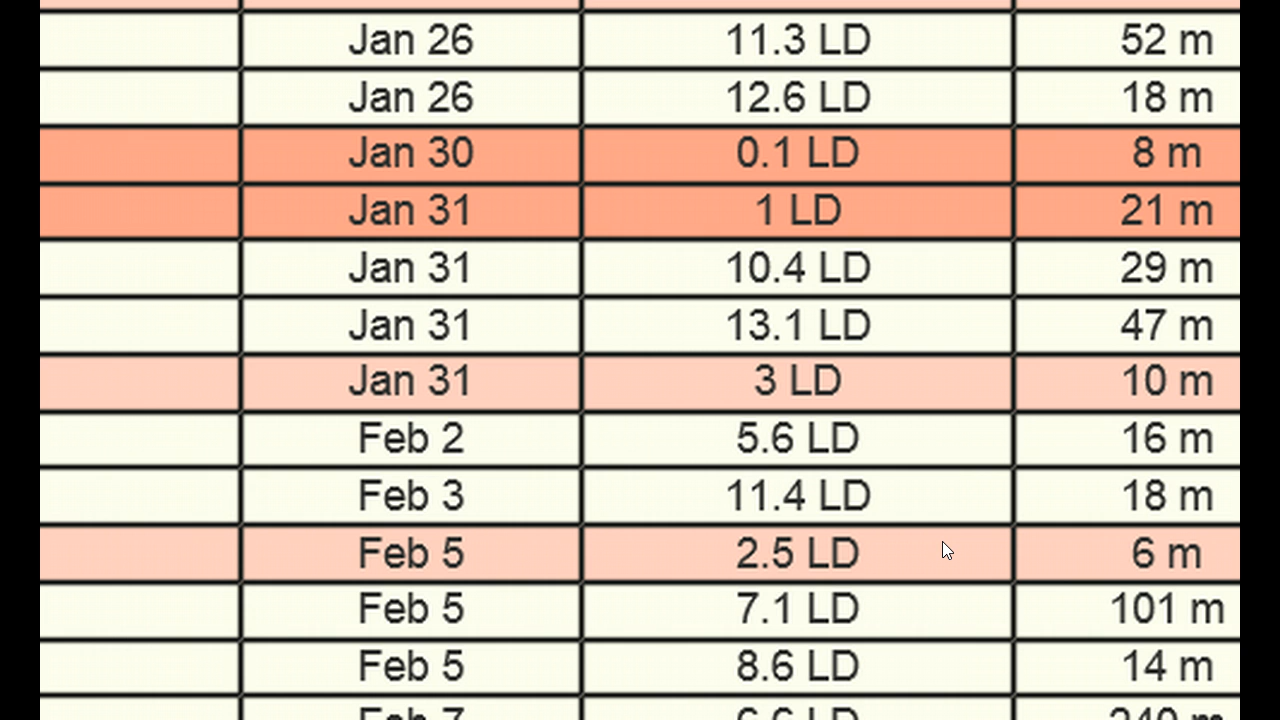 Jan 26 11.3 LD 52 m
Jan 26 12.6 LD 18 m
Jan 30 0.1 LD 8 m
Jan 31 1 LD 21 m
Jan 31 10.4 LD 29 m
Jan 31 13.1 LD 47 m
Jan 31 3 LD 10 m
Feb 2 5.6 LD 16 m
Feb 3 11.4 LD 18 m
Feb 5 2.5 LD 6 m
Feb 5 7.1 LD 101 m
Feb 5 8.6 LD 14 m
Feb 7 LD m